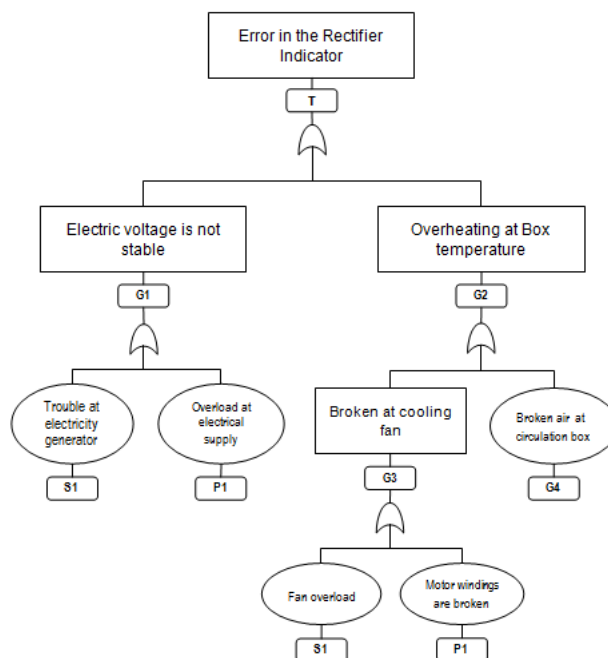 Error in the Rectifier
Indicator
T
Electric voltage is not
stable
Overheating at Box
temperature
G1
G2
Trouble at
electricity
generator
Overload at
electrical
supply
Broken at cooling
fan
Broken air at
circulation box
S1
P1
G3
G4
Fan overload
Motor windings
are broken
S1
P1